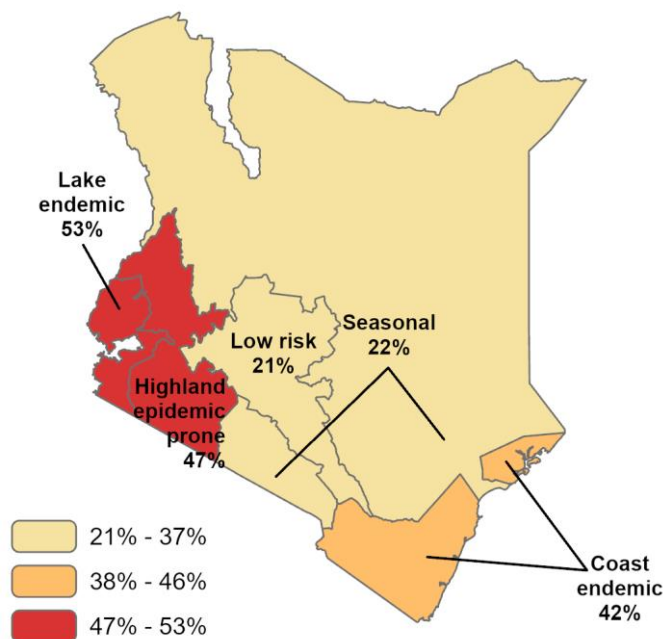 Lake
endemic
53%
Low risk
21%
Seasonal
22%
Highland
epidemic
prone
47%
21% - 37%
38% - 46%
47% - 53%
Coast
endemic
42%